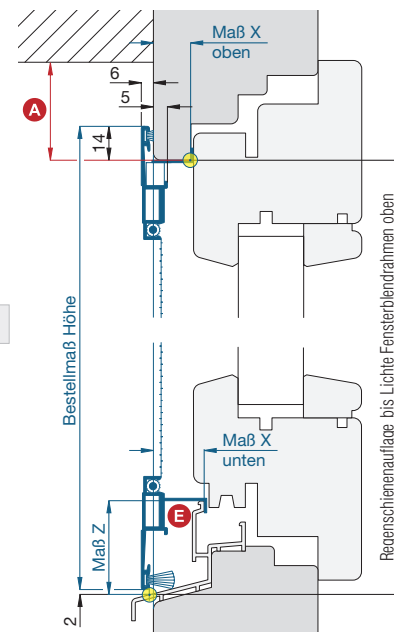 Maß X
oben
6
A
5
14
Bestellmaß Höhe
Regenschienenauflage bis Lichte Fensterblendrahmen oben
Maß X
unten
E
Maß Z
2